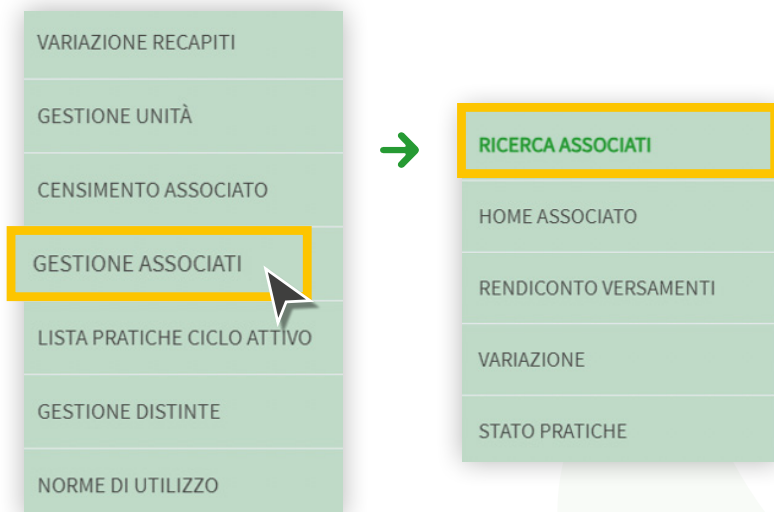 VARIAZIONE RECAPITI
GESTIONE UNITÀ
CENSIMENTO ASSOCIATO
GESTIONE ASSOCIATI
LISTA PRATICHE CICLO ATTIVO
GESTIONE DISTINTE
NORME DI UTILIZZO
RICERCA ASSOCIATI
HOME ASSOCIATO
RENDICONTO VERSAMENTI
VARIAZIONE
STATO PRATICHE